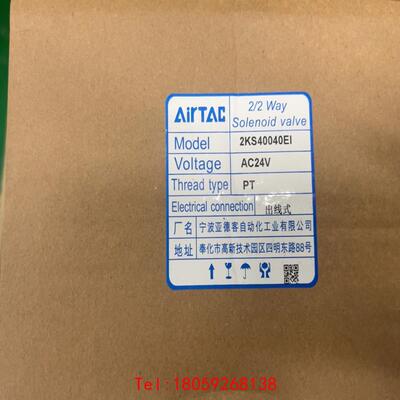 AirTAC
2/2 Way
Solenoid valve
Model 2KS40040EI
Voltage AC24V
Thread type PT
Electrical connection 出线式
厂名 宁波亚德客自动化工业有限公司
地址 奉化市高新技术园区四明东路88号
Tel:18059268138